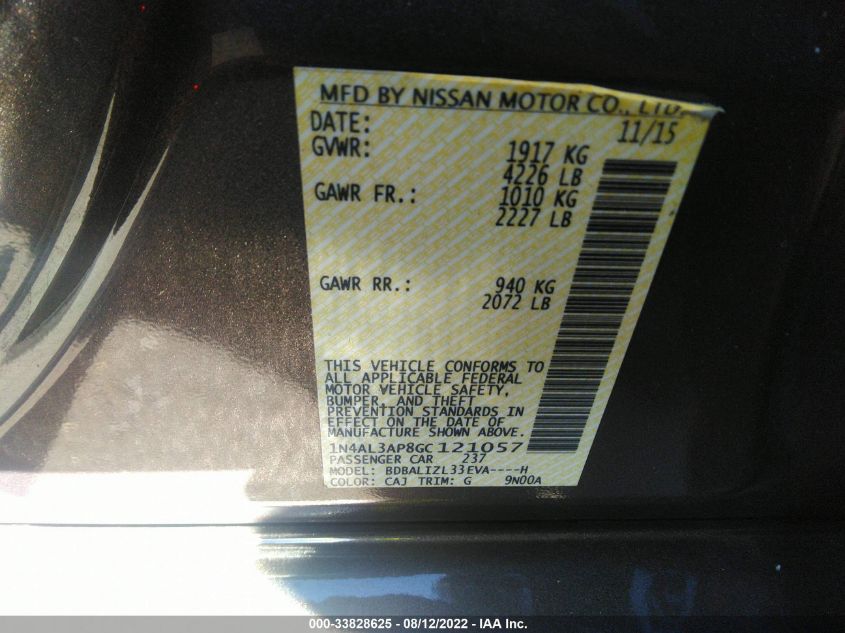 MFD BY NISSAN MOTOR CO., LTD.
DATE: 11/15
GVWR: 1917 KG
4226 LB
GAWR FR.: 1010 KG
2227 LB
GAWR RR.: 940 KG
2072 LB
THIS VEHICLE CONFORMS TO
ALL APPLICABLE FEDERAL
MOTOR VEHICLE SAFETY,
BUMPER, AND THEFT
PREVENTION STANDARDS IN
EFFECT ON THE DATE OF
MANUFACTURE SHOWN ABOVE.
1N4AL3AP8GC121057
PASSENGER CAR 237
MODEL: BDBALIZL33EVA----H
COLOR: CAJ TRIM: G 9N00A
000-33828625 - 08/12/2022 - IAA Inc.